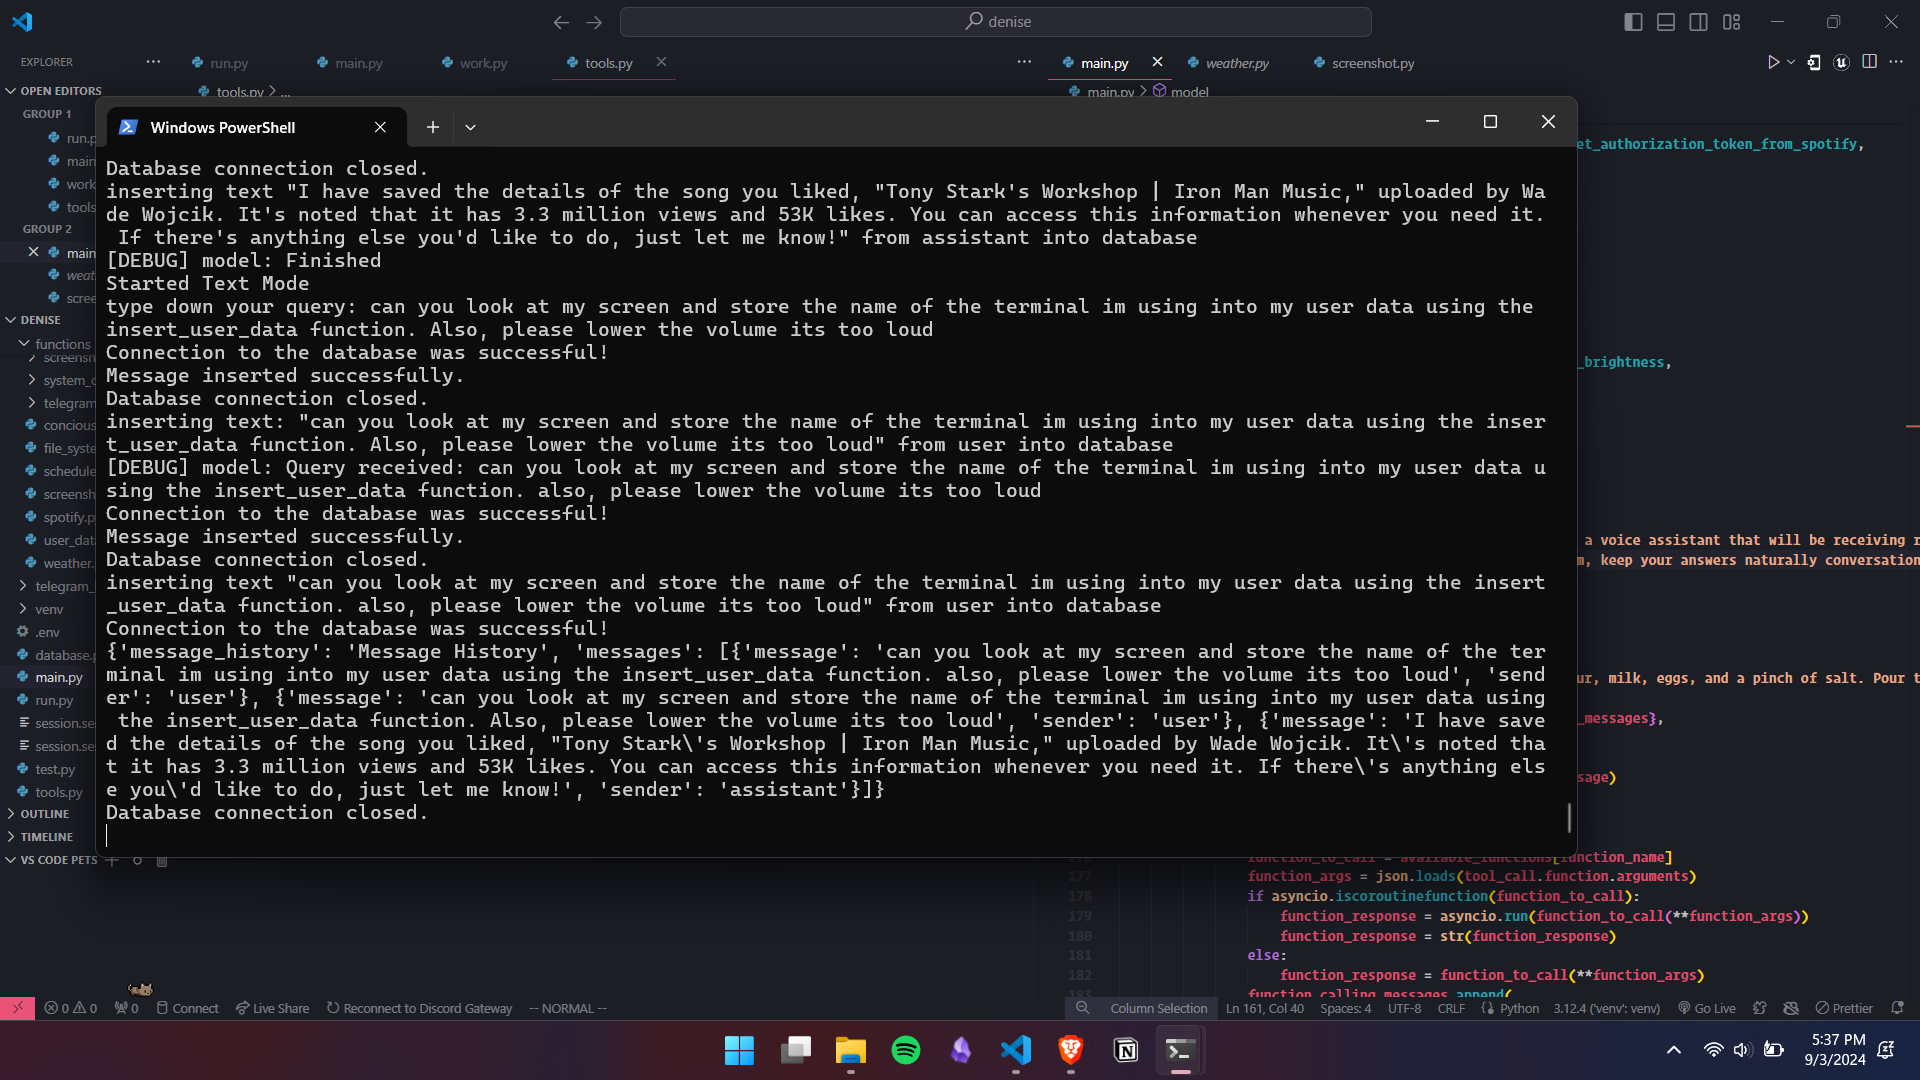 denise
EXPLORER
run.py
main.py
work.py
tools.py
main.py
weather.py
screenshot.py
OPEN EDITORS
tools.py > ...
main.py > model
GROUP 1
Windows PowerShell
run.p
main
work
tools
GROUP 2
main
weat
scree
DENISE
functions
screensh
system_c
telegram
conciou
file_syste
schedule
screensh
spotify.p
user_dat
weather.
telegram_
venv
.env
database.p
main.py
run.py
session.se
session.se
test.py
tools.py
OUTLINE
TIMELINE
VS CODE PETS
Database connection closed.
inserting text "I have saved the details of the song you liked, "Tony Stark's Workshop | Iron Man Music," uploaded by Wa
de Wojcik. It's noted that it has 3.3 million views and 53K likes. You can access this information whenever you need it.
If there's anything else you'd like to do, just let me know!" from assistant into database
[DEBUG] model: Finished
Started Text Mode
type down your query: can you look at my screen and store the name of the terminal im using into my user data using the
insert_user_data function. Also, please lower the volume its too loud
Connection to the database was successful!
Message inserted successfully.
Database connection closed.
inserting text: "can you look at my screen and store the name of the terminal im using into my user data using the inser
t_user_data function. Also, please lower the volume its too loud" from user into database
[DEBUG] model: Query received: can you look at my screen and store the name of the terminal im using into my user data u
sing the insert_user_data function. also, please lower the volume its too loud
Connection to the database was successful!
Message inserted successfully.
Database connection closed.
inserting text "can you look at my screen and store the name of the terminal im using into my user data using the insert
_user_data function. also, please lower the volume its too loud" from user into database
Connection to the database was successful!
{'message_history': 'Message History', 'messages': [{'message': 'can you look at my screen and store the name of the ter
minal im using into my user data using the insert_user_data function. also, please lower the volume its too loud', 'send
er': 'user'}, {'message': 'can you look at my screen and store the name of the terminal im using into my user data using
the insert_user_data function. Also, please lower the volume its too loud', 'sender': 'user'}, {'message': 'I have save
d the details of the song you liked, "Tony Stark\'s Workshop | Iron Man Music," uploaded by Wade Wojcik. It\'s noted tha
t it has 3.3 million views and 53K likes. You can access this information whenever you need it. If there\'s anything els
e you\'d like to do, just let me know!', 'sender': 'assistant'}]}
Database connection closed.
et_authorization_token_from_spotify,
_brightness,
a voice assistant that will be receiving r
m, keep your answers naturally conversation
ur, milk, eggs, and a pinch of salt. Pour t
_messages},
sage)
function_to_call = available_functions[function_name]
177 function_args = json.loads(tool_call.function.arguments)
178 if asyncio.iscoroutinefunction(function_to_call):
179 function_response = asyncio.run(function_to_call(**function_args))
180 function_response = str(function_response)
181 else:
182 function_response = function_to_call(**function_args)
183 function_calling_messages.append(
0 0 0 Connect Live Share Reconnect to Discord Gateway -- NORMAL -- Column Selection Ln 161, Col 40 Spaces: 4 UTF-8 CRLF Python 3.12.4 ('venv': venv) Go Live Prettier
5:37 PM
9/3/2024